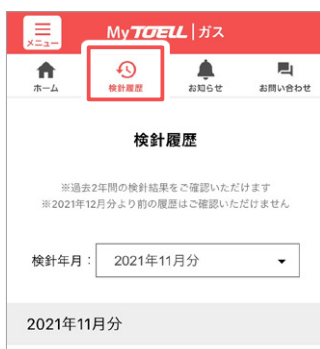 メニュー
My TOELL ガス
ホーム
検針履歴
お知らせ
お問い合わせ
検針履歴
※過去2年間の検針結果をご確認いただけます
※2021年12月分より前の履歴はご確認いただけません
検針年月：
2021年11月分
2021年11月分